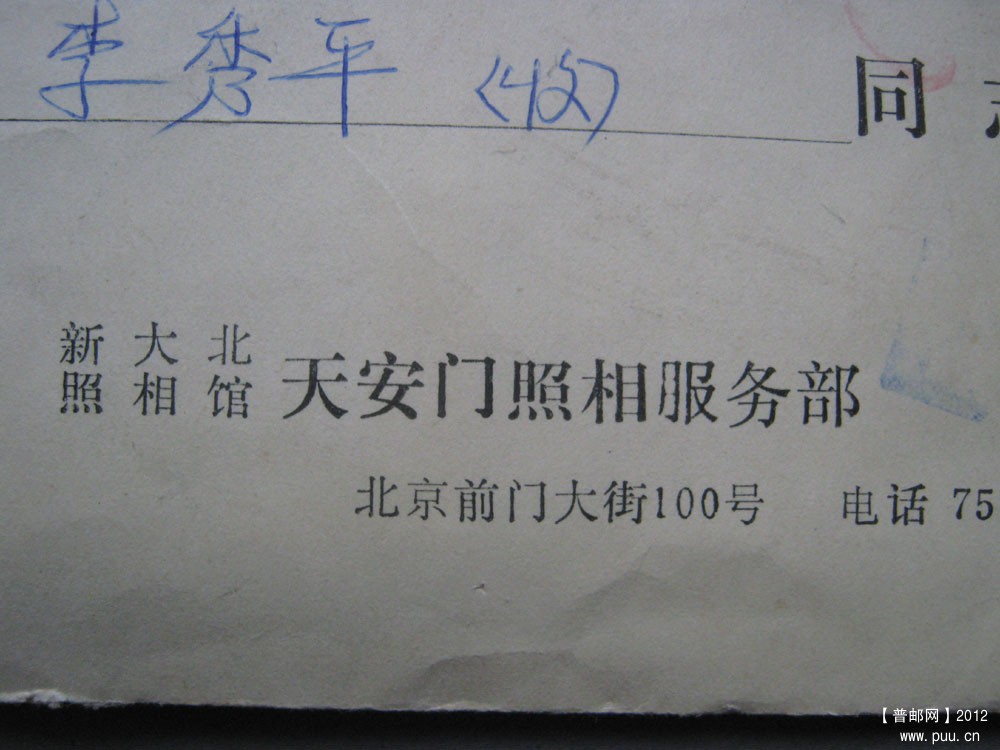 李秀平（收） 同志
新大北
照相馆
天安门照相服务部
北京前门大街100号 电话 75
【普邮网】2012
www.puu.cn